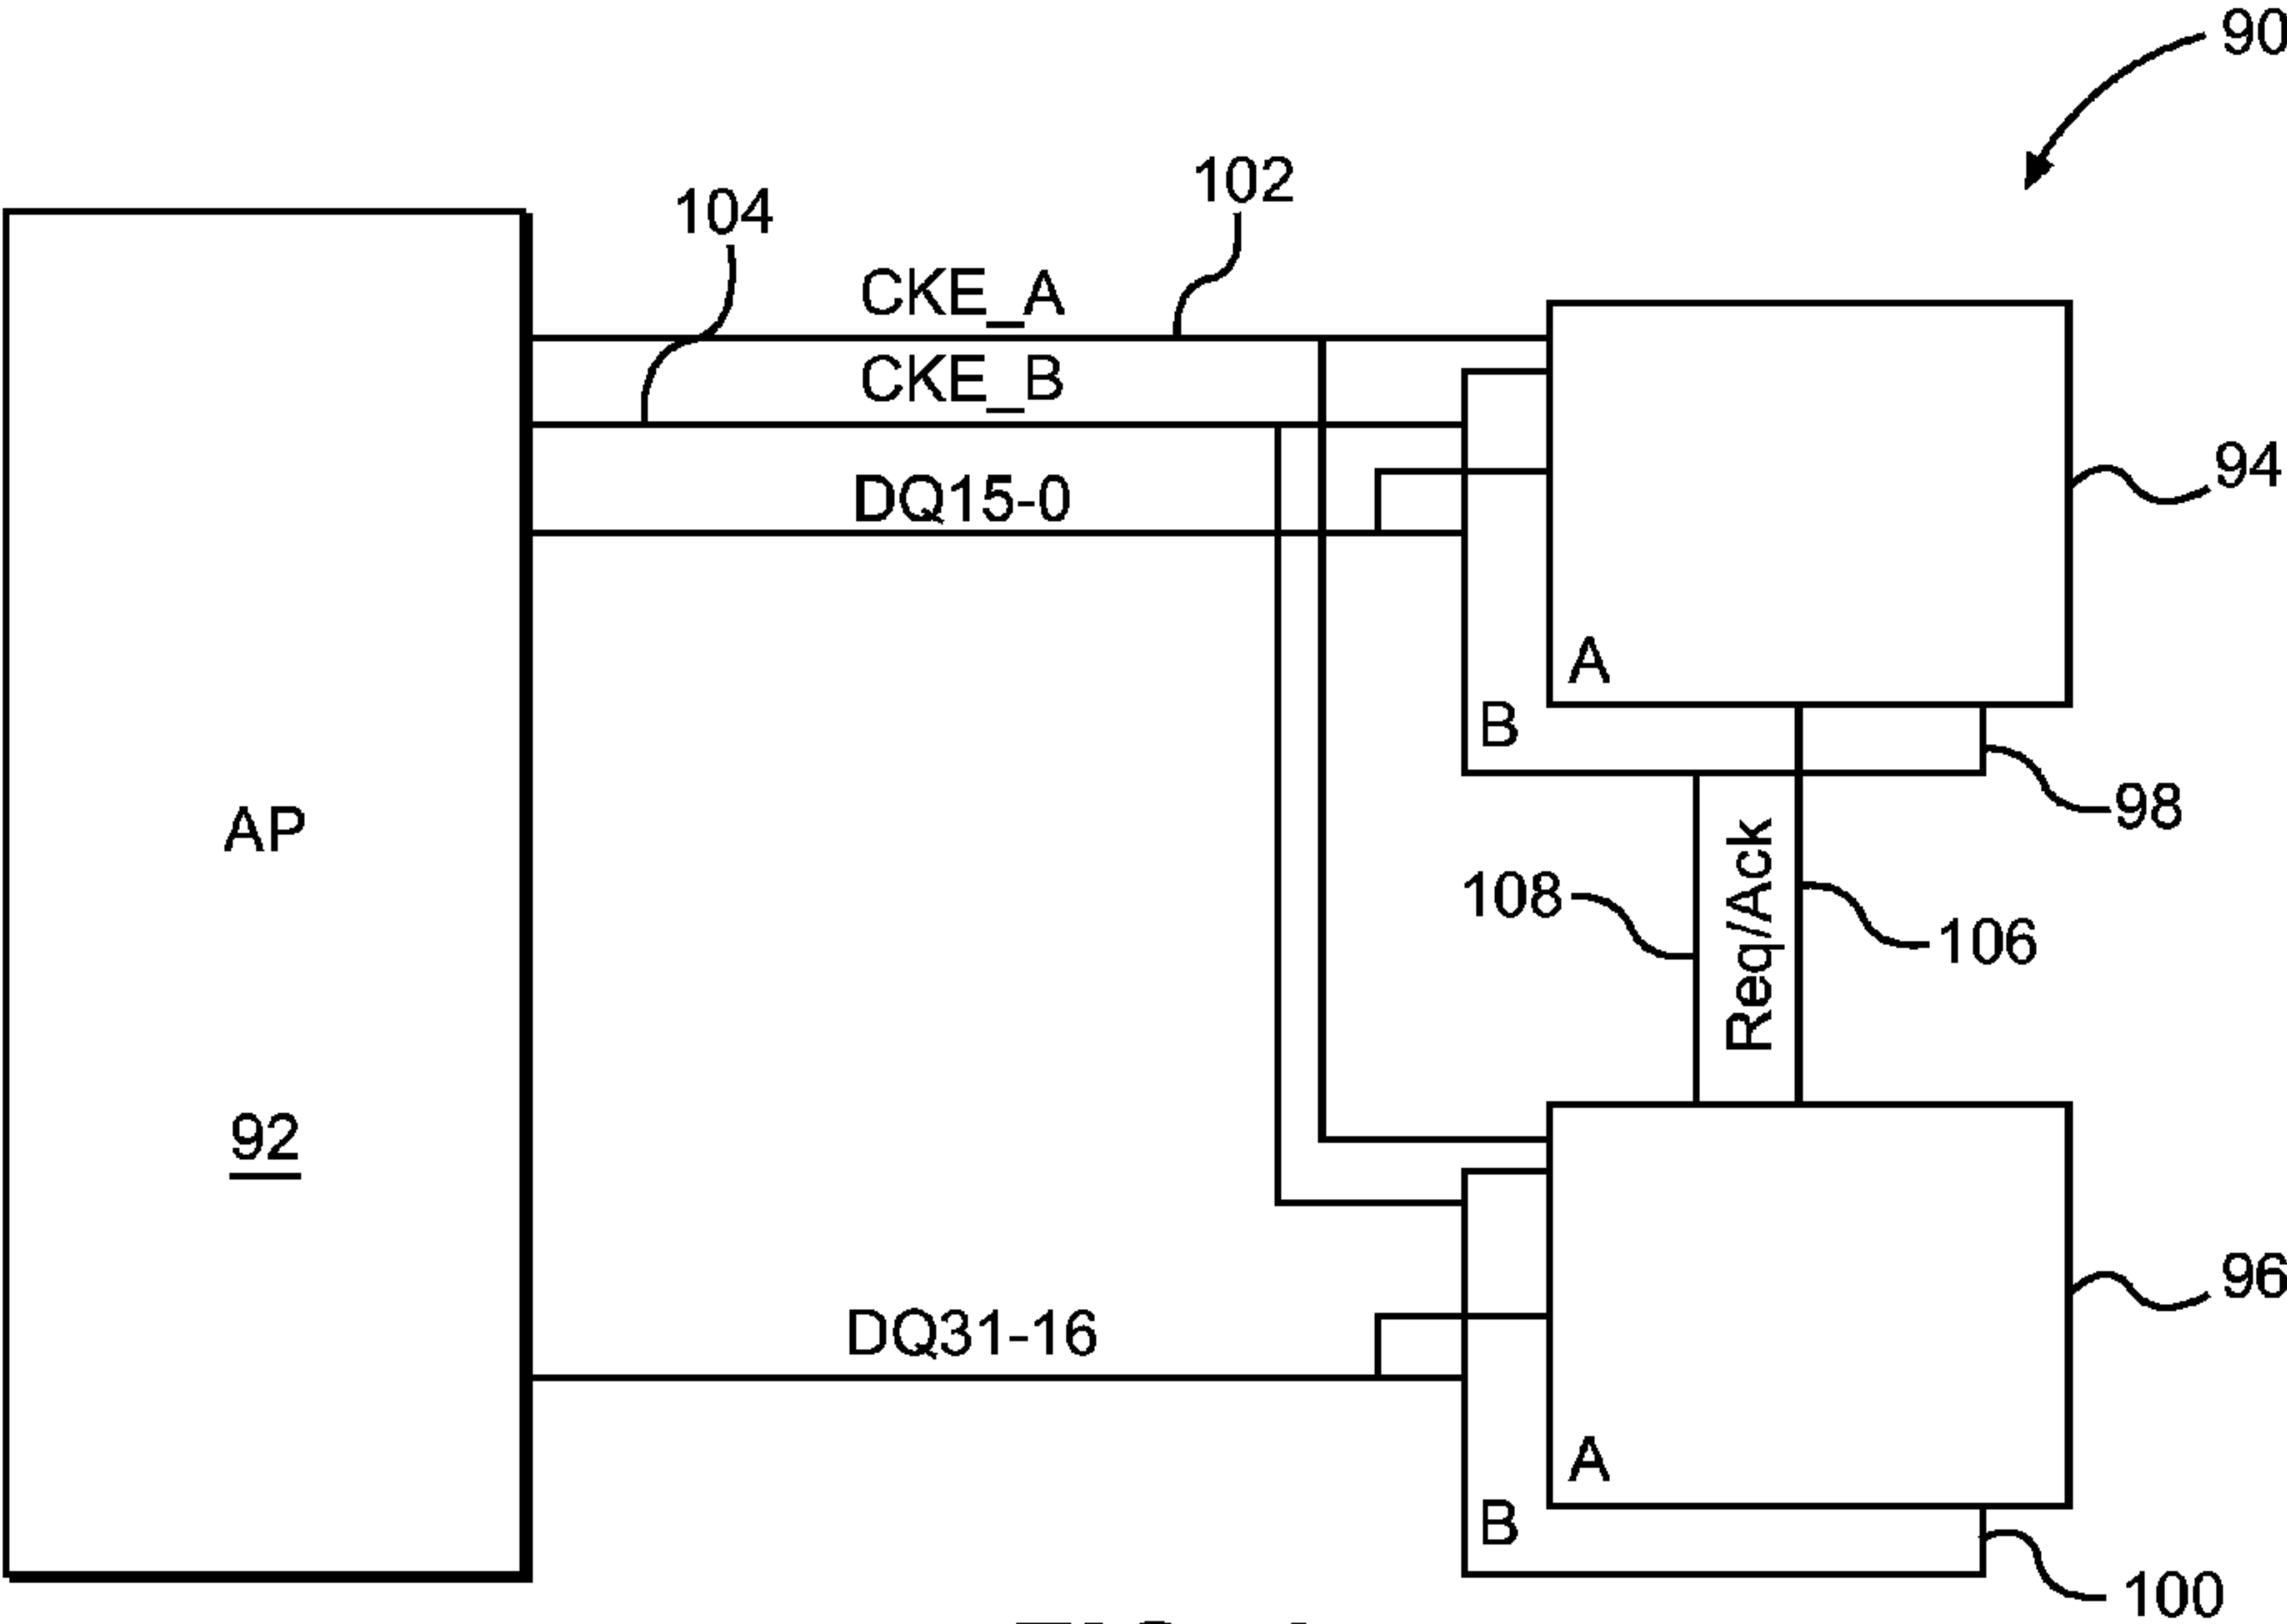 90
102
104
CKE_A
CKE_B
94
DQ15-0
A
B
98
AP
108
Req/Ack
106
92
96
DQ31-16
A
B
100